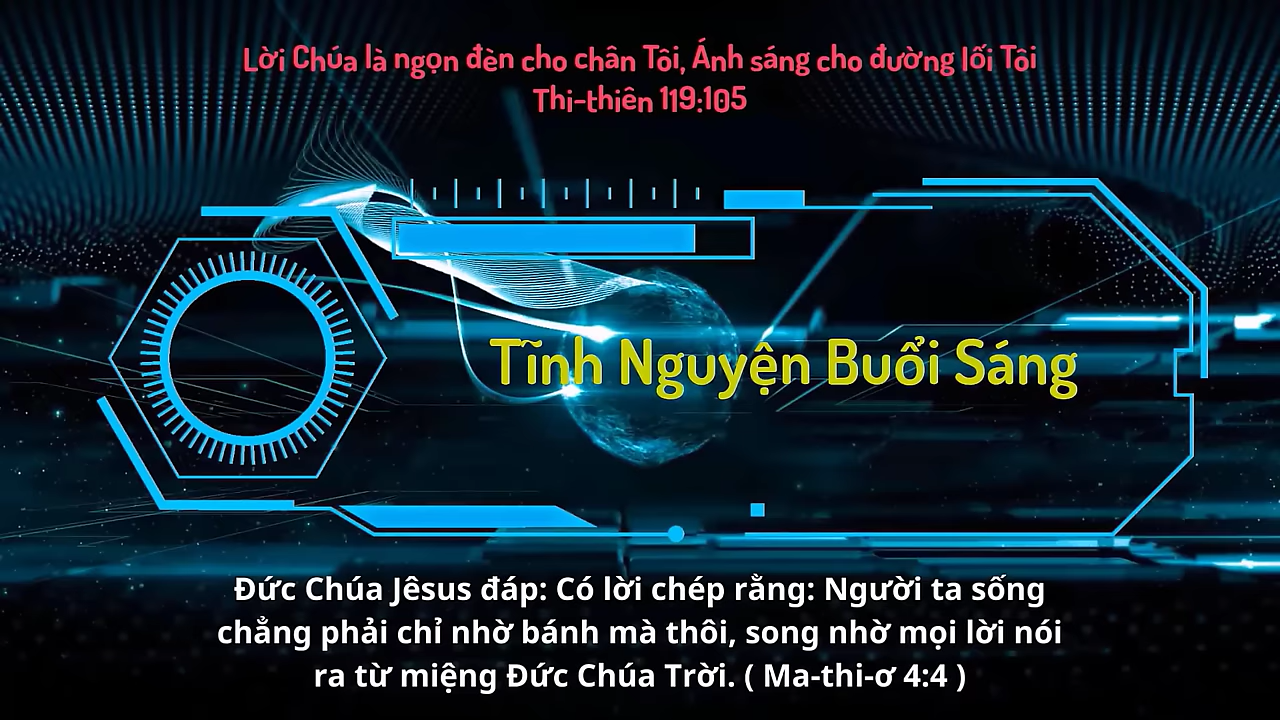 Lời Chúa là ngọn đèn cho chân Tôi, Ánh sáng cho đường lối Tôi
Thi-thiên 119:105
Tĩnh Nguyện Buổi Sáng
Đức Chúa Jêsus đáp: Có lời chép rằng: Người ta sống
chẳng phải chỉ nhờ bánh mà thôi, song nhờ mọi lời nói
ra từ miệng Đức Chúa Trời. ( Ma-thi-ơ 4:4 )